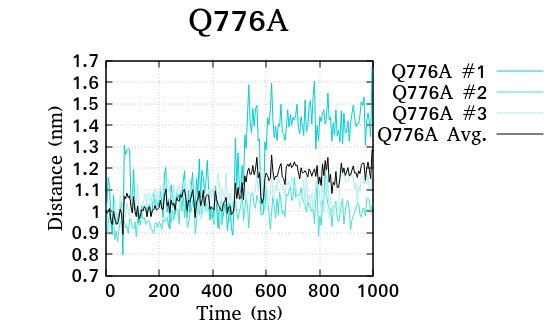 Q776A
1.7
1.6
1.5
1.4
1.3
1.2
1.1
1
0.9
0.8
0.7
Distance (nm)
0 200 400 600 800 1000
Time (ns)
Q776A #1
Q776A #2
Q776A #3
Q776A Avg.